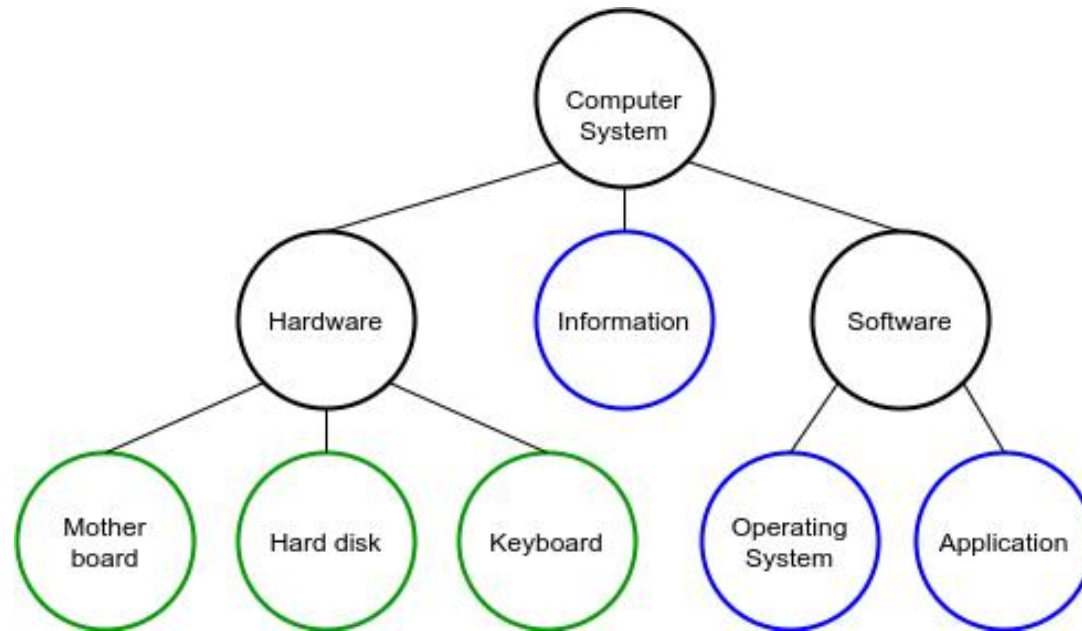 Computer
System
Hardware
Information
Software
Mother
board
Hard disk
Keyboard
Operating
System
Application